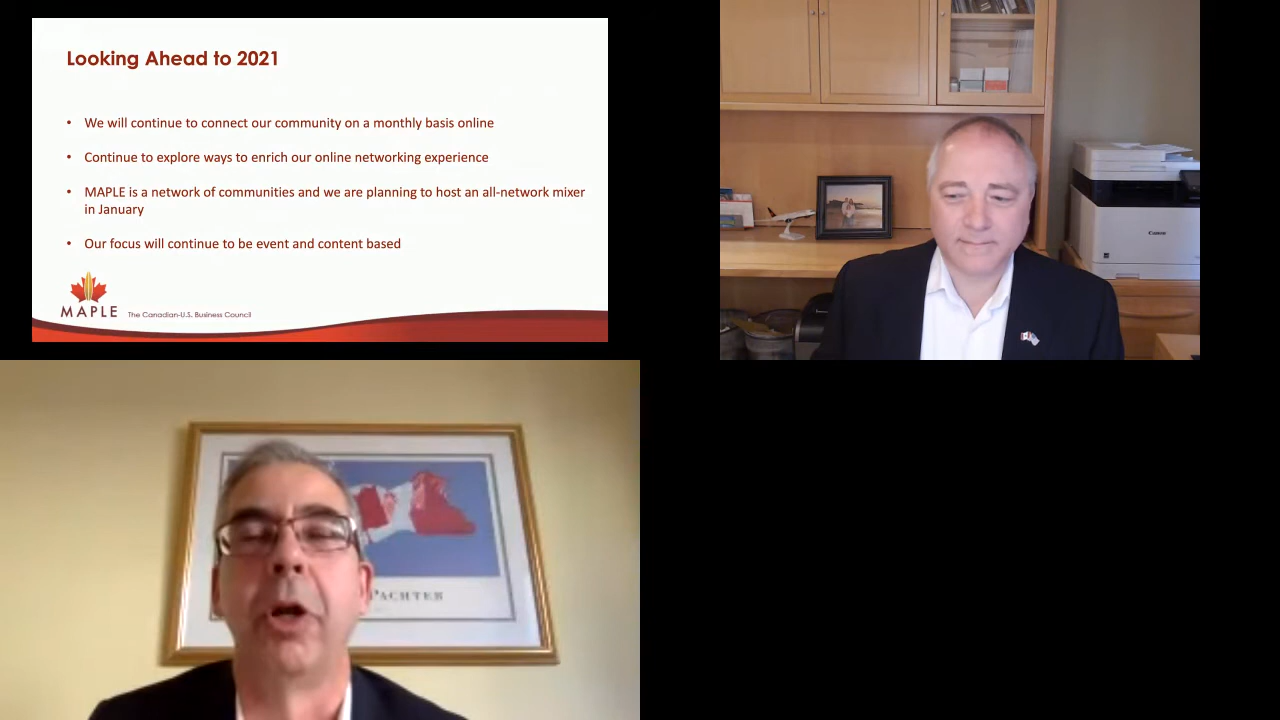 Looking Ahead to 2021
• We will continue to connect our community on a monthly basis online
• Continue to explore ways to enrich our online networking experience
• MAPLE is a network of communities and we are planning to host an all-network mixer
in January
• Our focus will continue to be event and content based
MAPLE The Canadian-U.S. Business Council
Canon
PACHTER